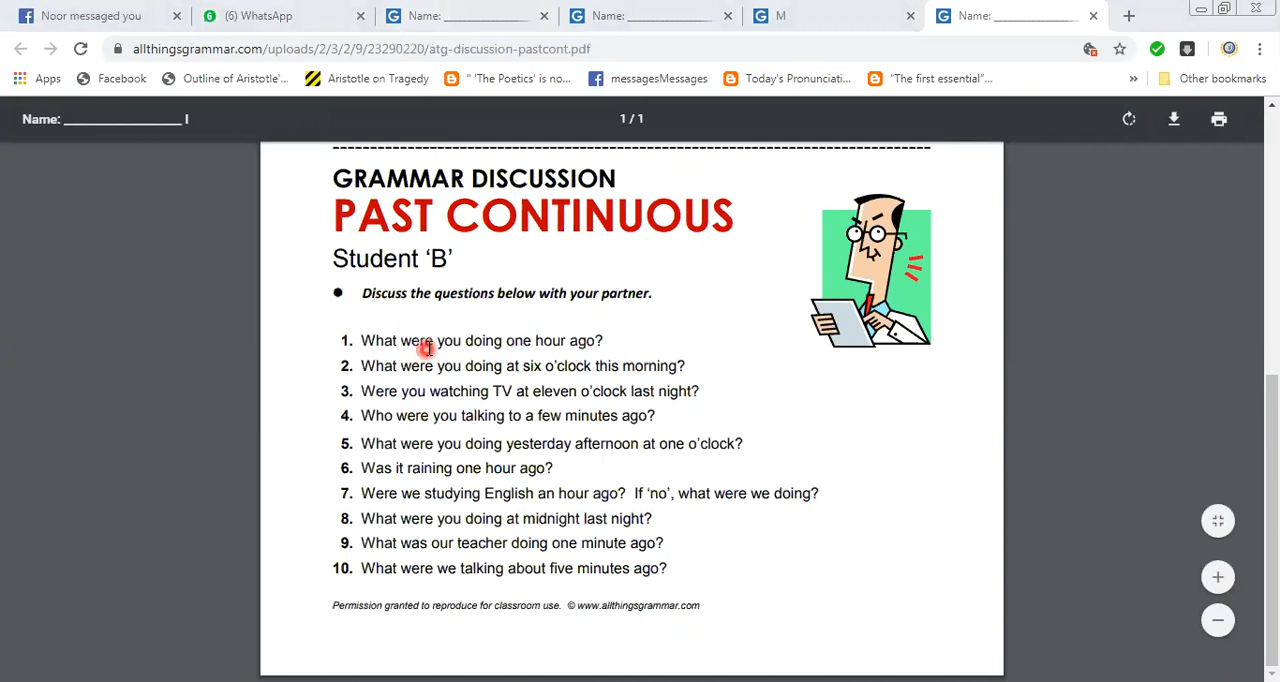 Noor messaged you
(6) WhatsApp
Name: ______________
Name: ______________
M
Name: ______________
allthingsgrammar.com/uploads/2/3/2/9/23290220/atg-discussion-pastcont.pdf
Apps
Facebook
Outline of Aristotle'...
Aristotle on Tragedy
" 'The Poetics' is no...
messagesMessages
Today's Pronunciati...
"The first essential"...
»
Other bookmarks
Name: _________________ I
1 / 1
GRAMMAR DISCUSSION
PAST CONTINUOUS
Student ‘B’
● Discuss the questions below with your partner.
1. What were you doing one hour ago?
2. What were you doing at six o’clock this morning?
3. Were you watching TV at eleven o’clock last night?
4. Who were you talking to a few minutes ago?
5. What were you doing yesterday afternoon at one o’clock?
6. Was it raining one hour ago?
7. Were we studying English an hour ago? If ‘no’, what were we doing?
8. What were you doing at midnight last night?
9. What was our teacher doing one minute ago?
10. What were we talking about five minutes ago?
Permission granted to reproduce for classroom use. © www.allthingsgrammar.com